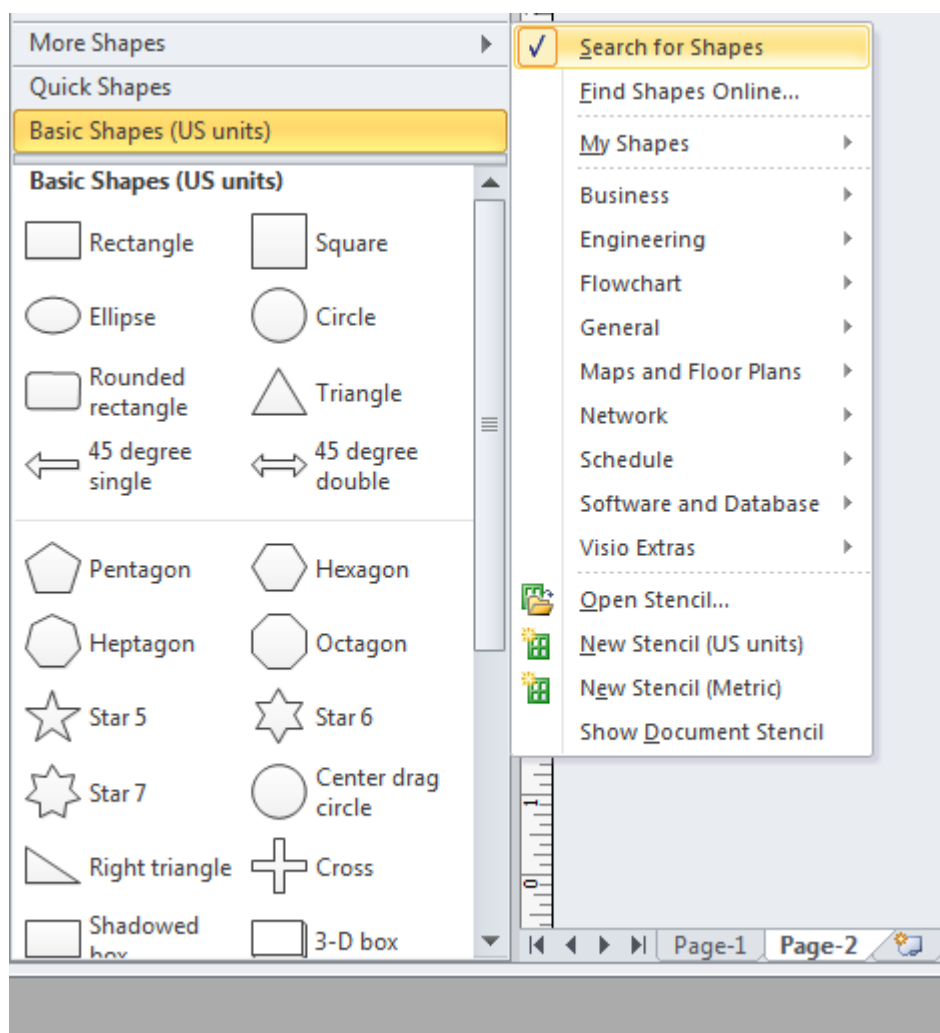 More Shapes
Quick Shapes
Basic Shapes (US units)
Basic Shapes (US units)
Rectangle
Square
Ellipse
Circle
Rounded
rectangle
Triangle
45 degree
single
45 degree
double
Pentagon
Hexagon
Heptagon
Octagon
Star 5
Star 6
Star 7
Center drag
circle
Right triangle
Cross
Shadowed
box
3-D box
Search for Shapes
Find Shapes Online...
My Shapes
Business
Engineering
Flowchart
General
Maps and Floor Plans
Network
Schedule
Software and Database
Visio Extras
Open Stencil...
New Stencil (US units)
New Stencil (Metric)
Show Document Stencil
1
0
Page-1
Page-2